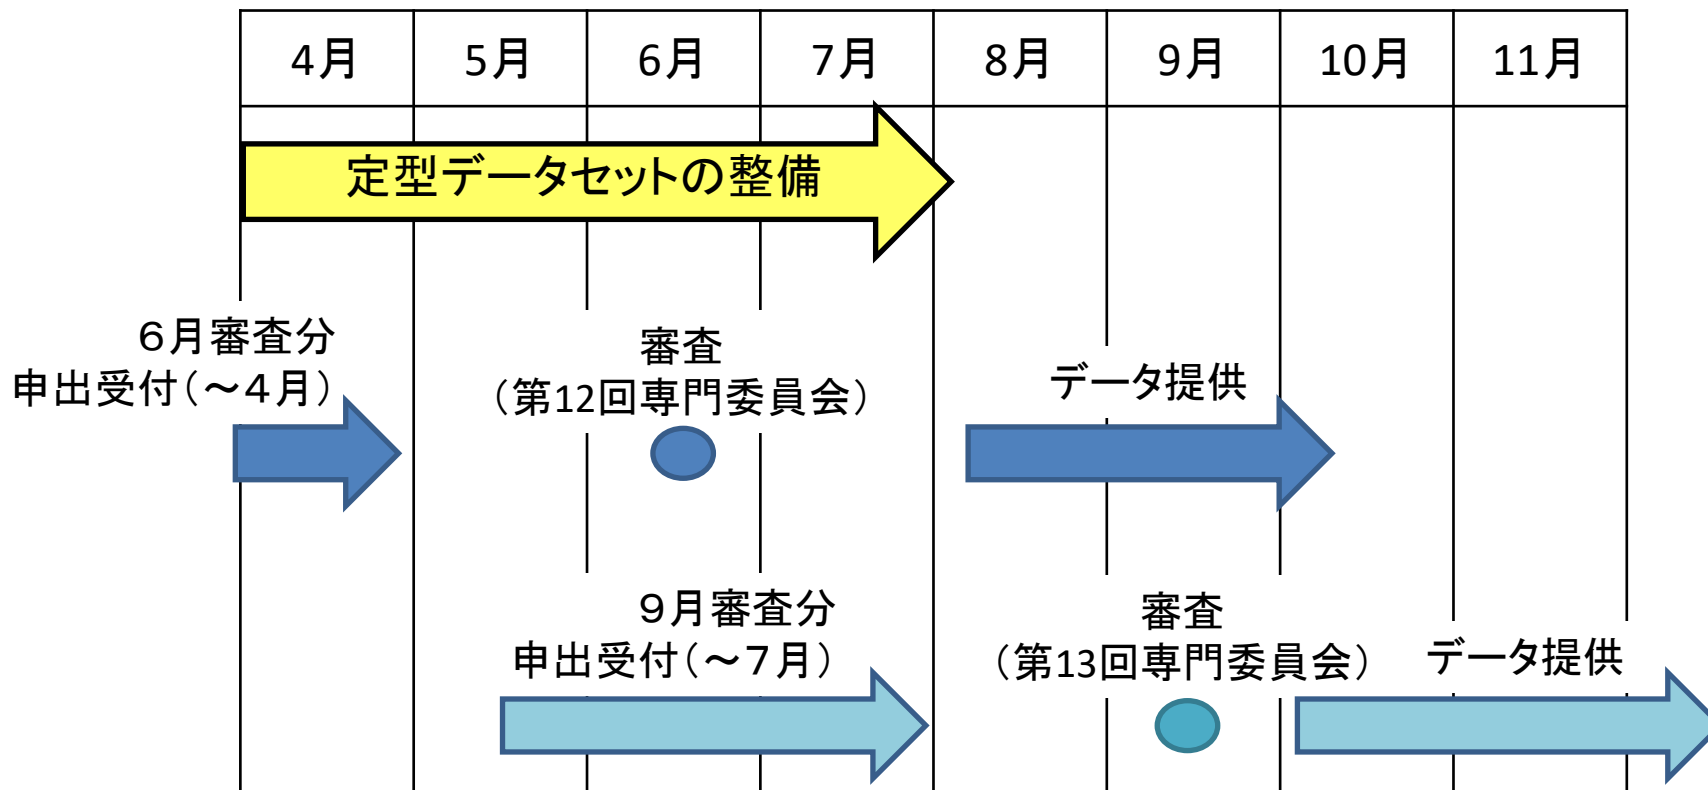 4月 5月 6月 7月 8月 9月 10月 11月
定型データセットの整備
６月審査分
申出受付（～４月）
審査
（第12回専門委員会）
データ提供
９月審査分
申出受付（～７月）
審査
（第13回専門委員会）
データ提供